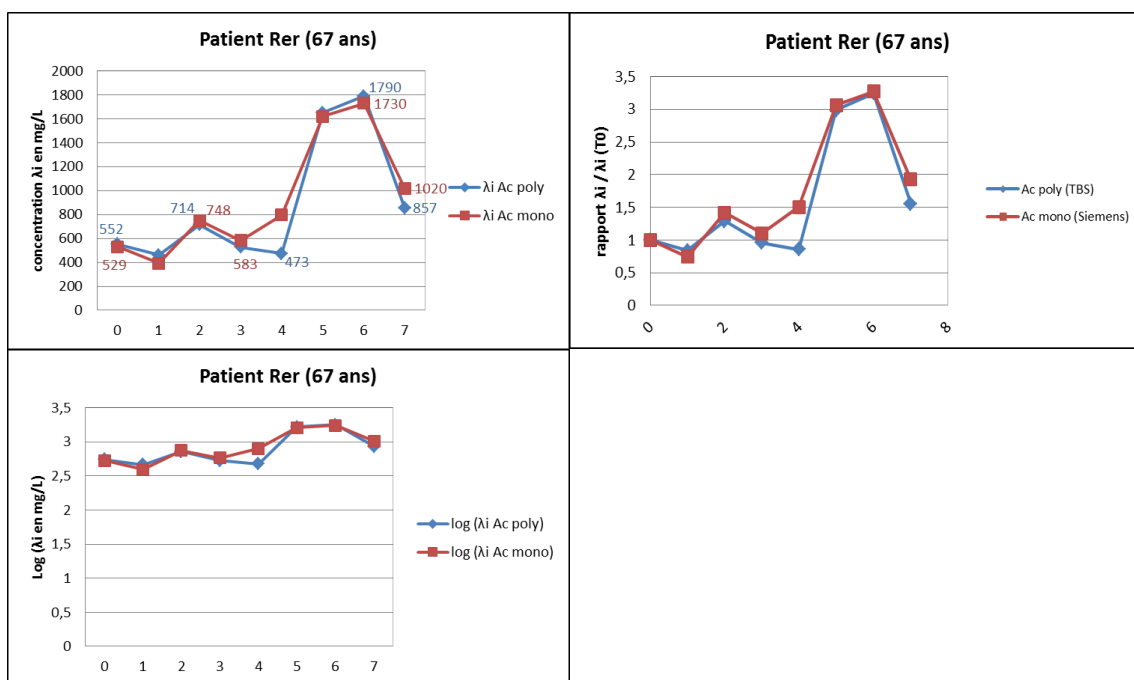 Patient Rer (67 ans)
concentration λi en mg/L
2000
1800
1600
1400
1200
1000
800
600
400
200
0
552
529
714
748
583
473
1790
1730
1020
857
0 1 2 3 4 5 6 7
λi Ac poly
λi Ac mono
Patient Rer (67 ans)
rapport λi / λi (T0)
3,5
3
2,5
2
1,5
1
0,5
0
0 2 4 6 8
Ac poly (TBS)
Ac mono (Siemens)
Patient Rer (67 ans)
Log (λi en mg/L)
3,5
3
2,5
2
1,5
1
0,5
0
0 1 2 3 4 5 6 7
log (λi Ac poly)
log (λi Ac mono)